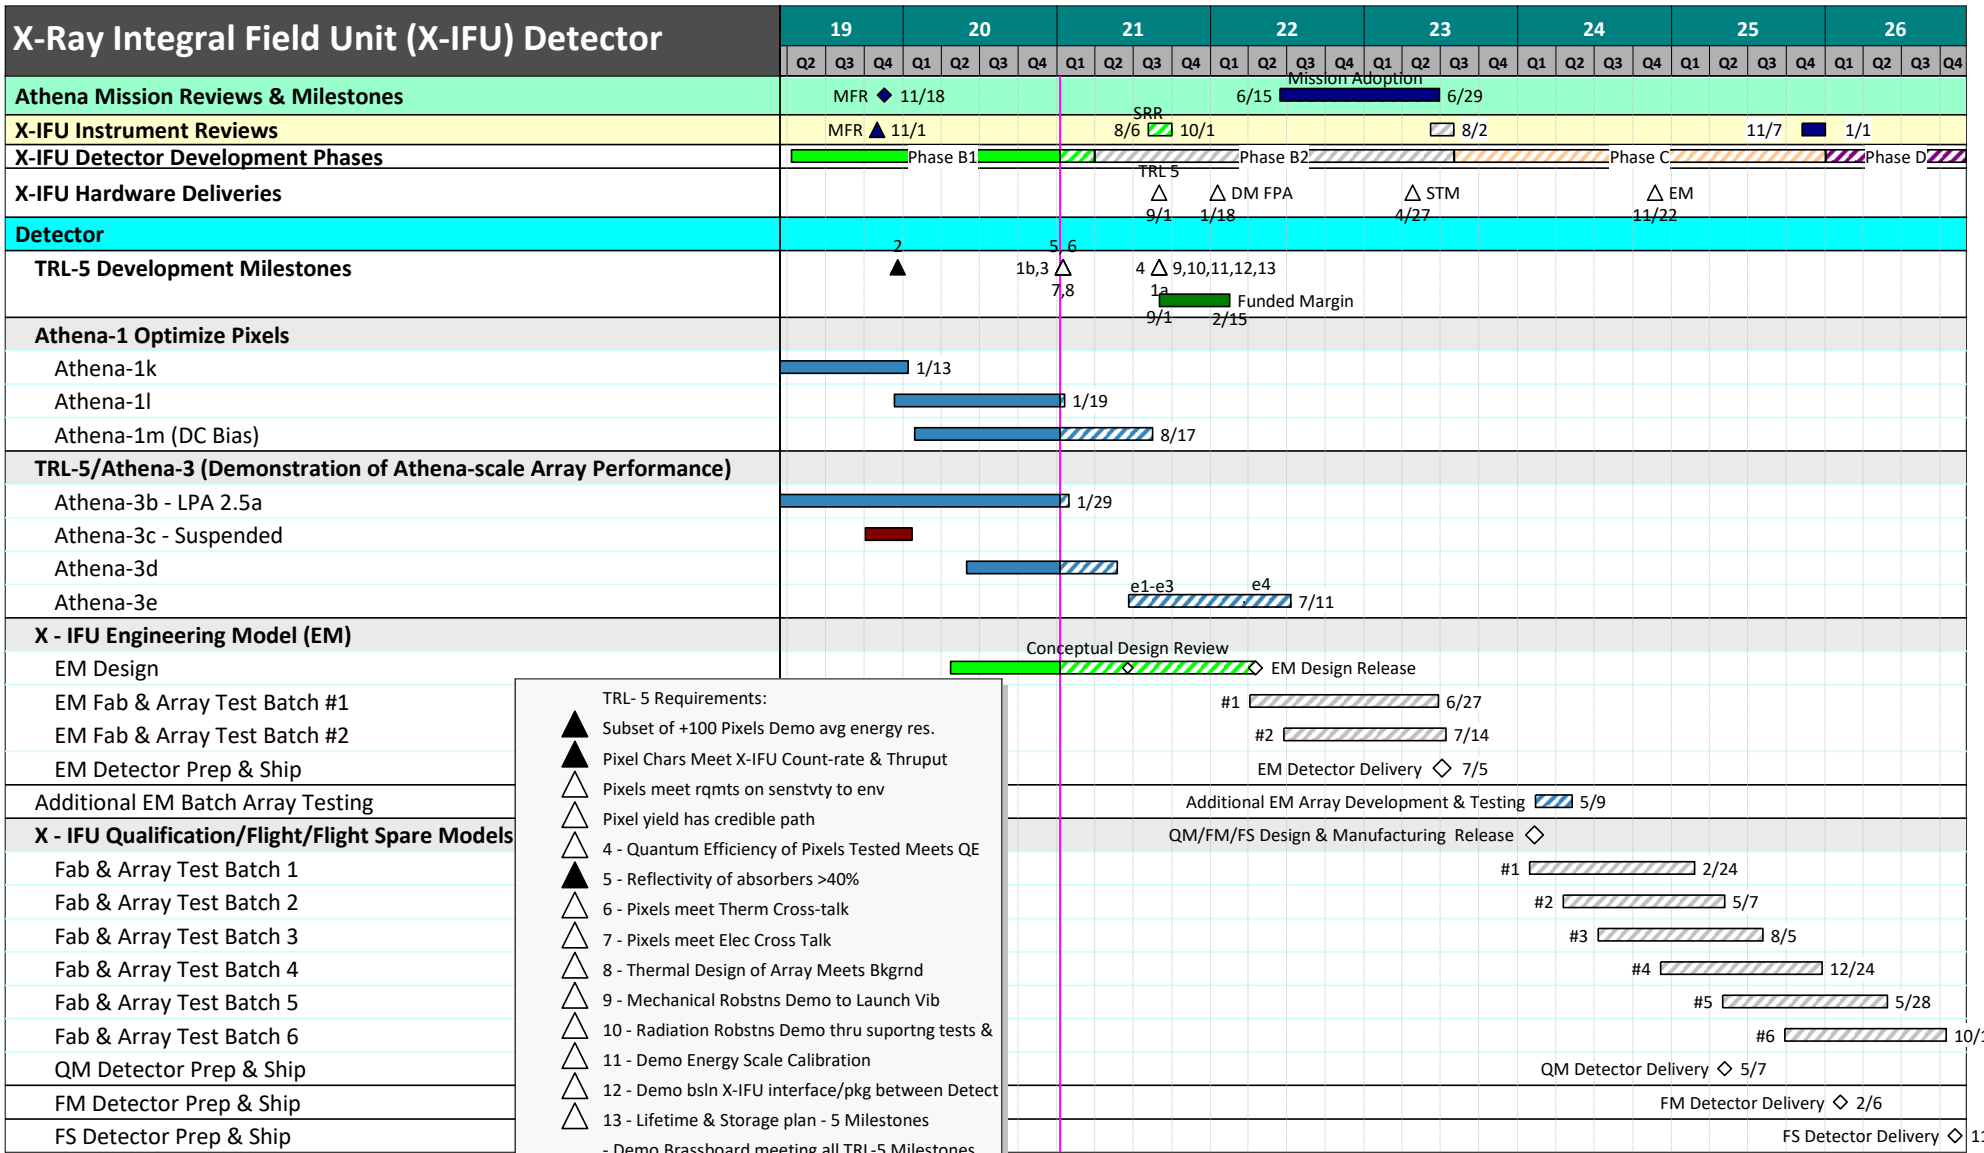 X-Ray Integral Field Unit (X-IFU) Detector
19 20 21 22 23 24 25 26
Q2 Q3 Q4 Q1 Q2 Q3 Q4 Q1 Q2 Q3 Q4 Q1 Q2 Q3 Q4 Q1 Q2 Q3 Q4 Q1 Q2 Q3 Q4 Q1 Q2 Q3 Q4 Q1 Q2 Q3 Q4
Mission Adoption
Athena Mission Reviews & Milestones MFR 11/18 6/15 6/29
SRR
X-IFU Instrument Reviews MFR 11/1 8/6 10/1 8/2 11/7 1/1
X-IFU Detector Development Phases Phase B1 Phase B2 Phase C Phase D
TRL 5
X-IFU Hardware Deliveries DM FPA STM EM
9/1 1/18 4/27 11/22
Detector
2 5, 6
TRL-5 Development Milestones 1b,3 4 9,10,11,12,13
7,8 1a
Funded Margin
9/1 2/15
Athena-1 Optimize Pixels
Athena-1k 1/13
Athena-1l 1/19
Athena-1m (DC Bias) 8/17
TRL-5/Athena-3 (Demonstration of Athena-scale Array Performance)
Athena-3b - LPA 2.5a 1/29
Athena-3c - Suspended
Athena-3d
e1-e3 e4
Athena-3e 7/11
X - IFU Engineering Model (EM)
Conceptual Design Review
EM Design EM Design Release
EM Fab & Array Test Batch #1 #1 6/27
EM Fab & Array Test Batch #2 #2 7/14
EM Detector Prep & Ship EM Detector Delivery 7/5
Additional EM Batch Array Testing Additional EM Array Development & Testing 5/9
X - IFU Qualification/Flight/Flight Spare Models QM/FM/FS Design & Manufacturing Release
Fab & Array Test Batch 1 #1 2/24
Fab & Array Test Batch 2 #2 5/7
Fab & Array Test Batch 3 #3 8/5
Fab & Array Test Batch 4 #4 12/24
Fab & Array Test Batch 5 #5 5/28
Fab & Array Test Batch 6 #6 10/1
QM Detector Prep & Ship QM Detector Delivery 5/7
FM Detector Prep & Ship FM Detector Delivery 2/6
FS Detector Prep & Ship FS Detector Delivery 11
TRL- 5 Requirements:
Subset of +100 Pixels Demo avg energy res.
Pixel Chars Meet X-IFU Count-rate & Thruput
Pixels meet rqmts on senstvty to env
Pixel yield has credible path
4 - Quantum Efficiency of Pixels Tested Meets QE
5 - Reflectivity of absorbers >40%
6 - Pixels meet Therm Cross-talk
7 - Pixels meet Elec Cross Talk
8 - Thermal Design of Array Meets Bkgrnd
9 - Mechanical Robstns Demo to Launch Vib
10 - Radiation Robstns Demo thru suportng tests &
11 - Demo Energy Scale Calibration
12 - Demo bsln X-IFU interface/pkg between Detect
13 - Lifetime & Storage plan - 5 Milestones
- Demo Brassboard meeting all TRL-5 Milestones